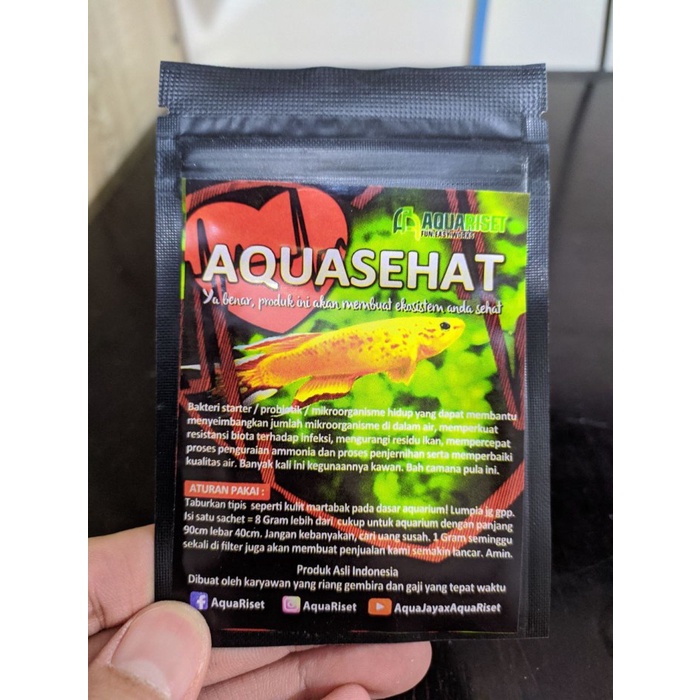 AQUARISET
FUN.EASY.WORKS
AQUASEHAT
Ya benar, produk ini akan membuat ekosistem anda sehat
Bakteri starter / probiotik / mikroorganisme hidup yang dapat membantu
menyeimbangkan jumlah mikroorganisme di dalam air, memperkuat
resistansi biota terhadap infeksi, mengurangi residu ikan, mempercepat
proses penguraian ammonia dan proses penjernihan serta memperbaiki
kualitas air. Banyak kali ini kegunaannya kawan. Bah camana pula ini.
ATURAN PAKAI :
Taburkan tipis seperti kulit martabak pada dasar aquarium! Lumpia jg gpp.
Isi satu sachet = 8 Gram lebih dari cukup untuk aquarium dengan panjang
90cm lebar 40cm. Jangan kebanyakan, cari uang susah. 1 Gram seminggu
sekali di filter juga akan membuat penjualan kami semakin lancar. Amin.
Produk Asli Indonesia
Dibuat oleh karyawan yang riang gembira dan gaji yang tepat waktu
AquaRiset AquaRiset AquaJayaxAquaRiset